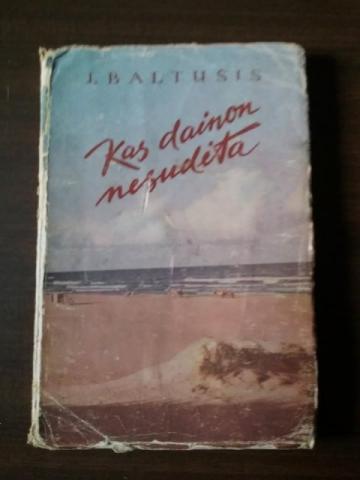 J. BALTUŠIS
Kas dainon
nesudėta